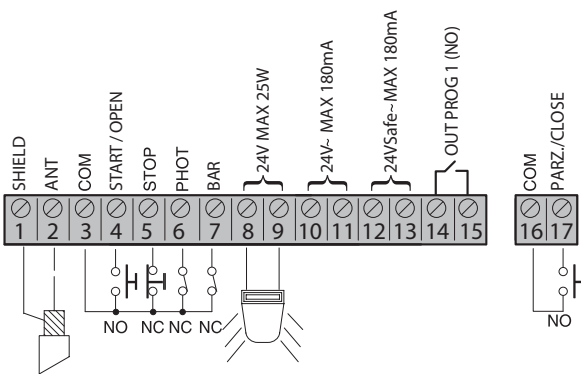 SHIELD
ANT
COM
START / OPEN
STOP
PHOT
BAR
24V MAX 25W
24V~ MAX 180mA
24VSafe~ MAX 180mA
OUT PROG 1 (NO)
COM
PARZ./CLOSE
1 2 3 4 5 6 7 8 9 10 11 12 13 14 15 16 17
NO NC NC NC
NO